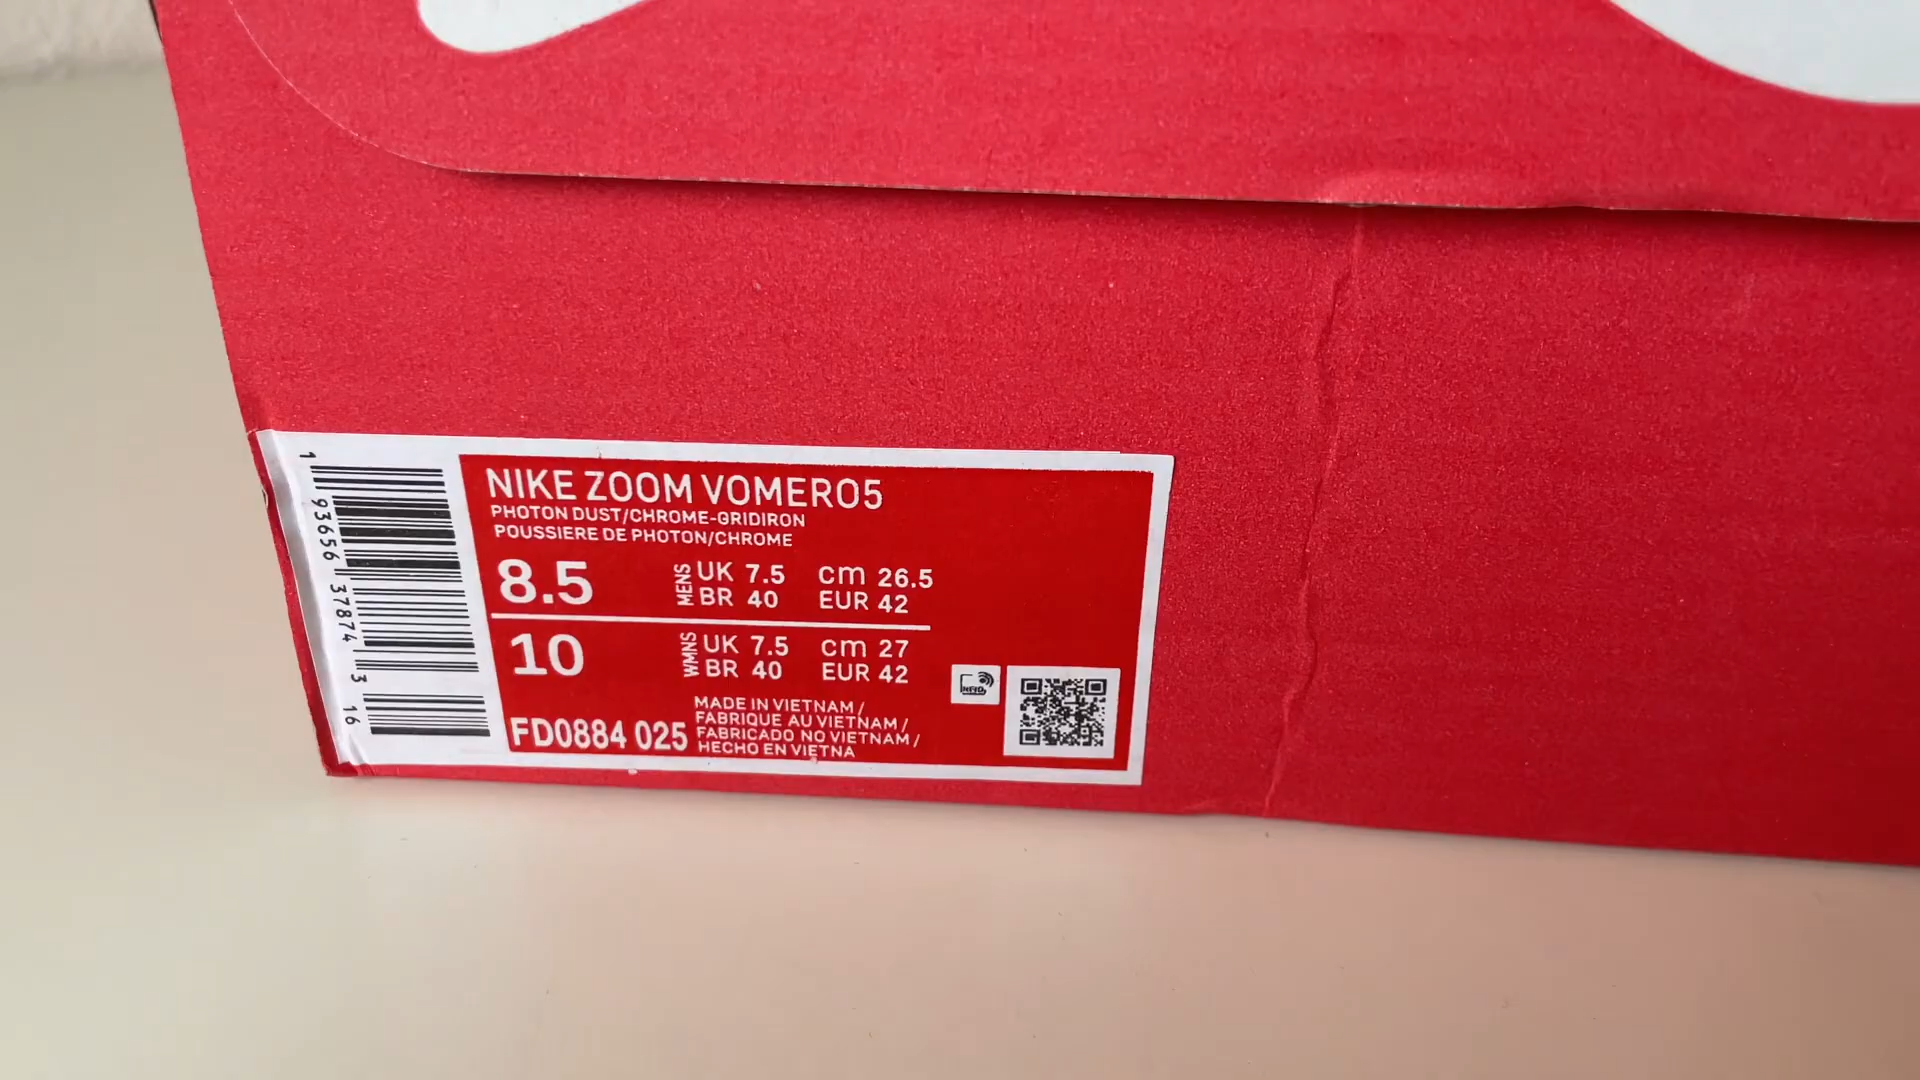 NIKE ZOOM VOMERO5
PHOTON DUST/CHROME-GRIDIRON
POUSSIERE DE PHOTON/CHROME
8.5 MENS UK 7.5 cm 26.5
BR 40 EUR 42
10 WMNS UK 7.5 cm 27
BR 40 EUR 42
FD0884 025
MADE IN VIETNAM /
FABRIQUE AU VIETNAM /
FABRICADO NO VIETNAM /
HECHO EN VIETNA
1 93656 37874 3 16